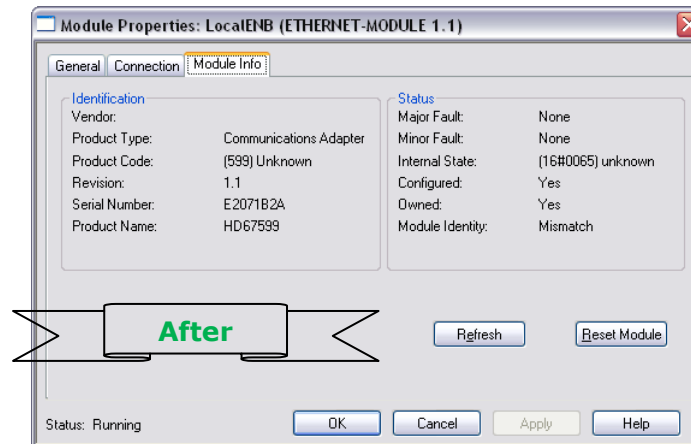 Module Properties: LocalENB (ETHERNET-MODULE 1.1)
General Connection Module Info
Identification
Vendor:
Product Type: Communications Adapter
Product Code: (599) Unknown
Revision: 1.1
Serial Number: E2071B2A
Product Name: HD67599
Status
Major Fault: None
Minor Fault: None
Internal State: (16#0065) unknown
Configured: Yes
Owned: Yes
Module Identity: Mismatch
After
Refresh Reset Module
Status: Running OK Cancel Apply Help